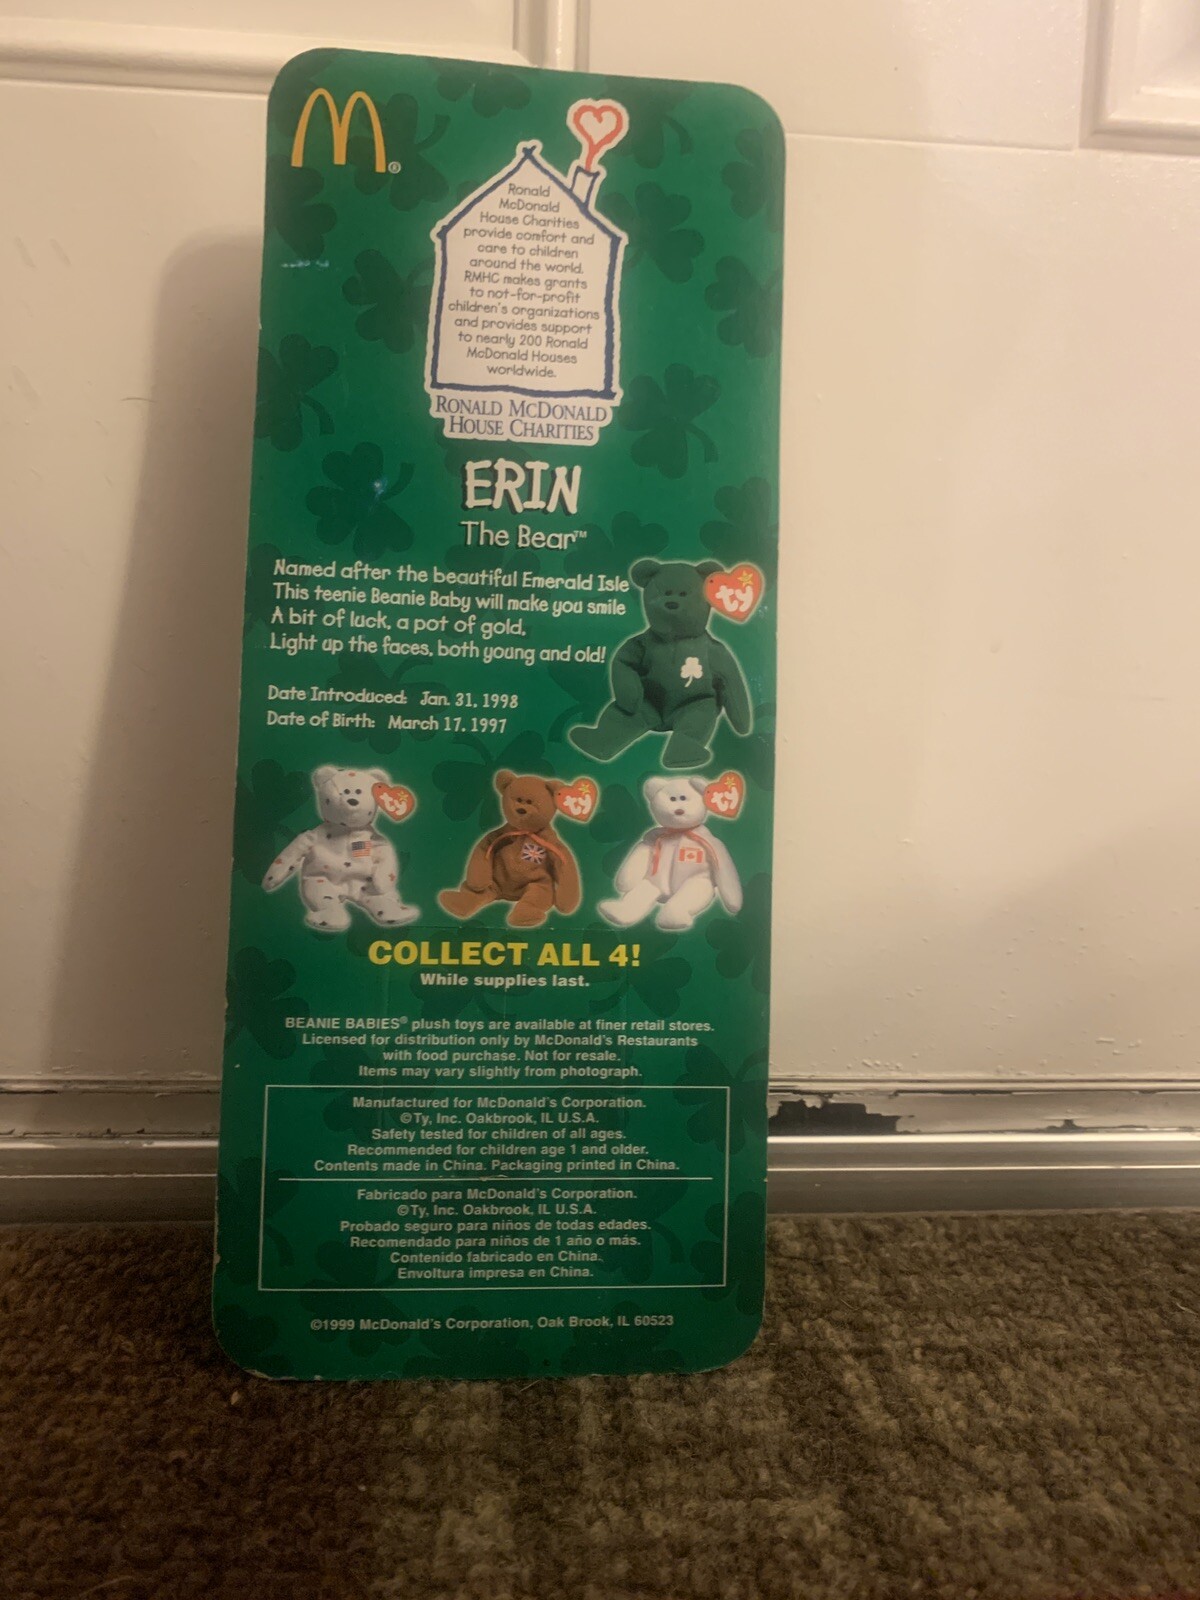 M®
Ronald
McDonald
House Charities
provide comfort and
care to children
around the world.
RMHC makes grants
to not-for-profit
children's organizations
and provides support
to nearly 200 Ronald
McDonald Houses
worldwide.
RONALD MCDONALD
HOUSE CHARITIES
ERIN
The Bear™
Named after the beautiful Emerald Isle
This teenie Beanie Baby will make you smile
A bit of luck, a pot of gold,
Light up the faces, both young and old!
ty
Date Introduced: Jan. 31, 1998
Date of Birth: March 17, 1997
ty
ty
ty
COLLECT ALL 4!
While supplies last.
BEANIE BABIES® plush toys are available at finer retail stores.
Licensed for distribution only by McDonald's Restaurants
with food purchase. Not for resale.
Items may vary slightly from photograph.
Manufactured for McDonald's Corporation.
©Ty, Inc. Oakbrook, IL U.S.A.
Safety tested for children of all ages.
Recommended for children age 1 and older.
Contents made in China. Packaging printed in China.
Fabricado para McDonald's Corporation.
©Ty, Inc. Oakbrook, IL U.S.A.
Probado seguro para niños de todas edades.
Recomendado para niños de 1 año o más.
Contenido fabricado en China.
Envoltura impresa en China.
©1999 McDonald's Corporation, Oak Brook, IL 60523